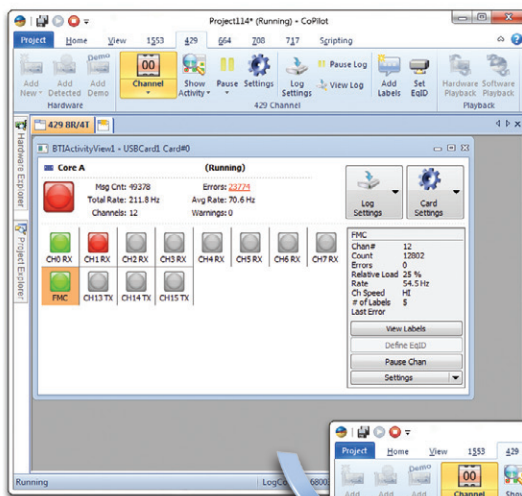 Project114* (Running) - CoPilot
Project Home View 1553 429 664 708 717 Scripting
Add New Add Detected Demo Add Demo Channel Show Activity Pause Settings Log Settings Pause Log View Log Add Labels Set EqID Hardware Playback Software Playback
Hardware 429 Channel Playback
429 8R/4T
Hardware Explorer
Project Explorer
BTIActivityView1 - USBCard1 Card#0
Core A (Running)
Msg Cnt: 49378 Errors: 23774
Total Rate: 211.8 Hz Avg Rate: 70.6 Hz
Channels: 12 Warnings: 0
Log Settings Card Settings
CH0 RX CH1 RX CH2 RX CH3 RX CH4 RX CH5 RX CH6 RX CH7 RX
FMC CH13 TX CH14 TX CH15 TX
FMC
Chan# 12
Count 12802
Errors 0
Relative Load 25 %
Rate 54.5 Hz
Ch Speed HI
# of Labels 5
Last Error
View Labels
Define EqID
Pause Chan
Settings
Running LogCo 6800
Project Home View 1553 429
Demo
Add Add Add Channel Sho